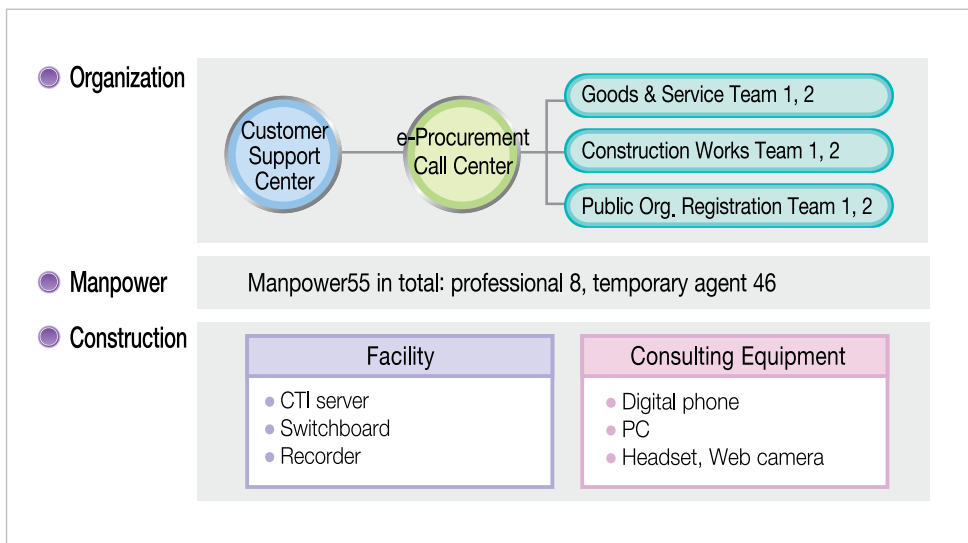 Organization
Customer
Support
Center
e-Procurement
Call Center
Goods & Service Team 1, 2
Construction Works Team 1, 2
Public Org. Registration Team 1, 2
Manpower
Manpower55 in total: professional 8, temporary agent 46
Construction
Facility
CTI server
Switchboard
Recorder
Consulting Equipment
Digital phone
PC
Headset, Web camera